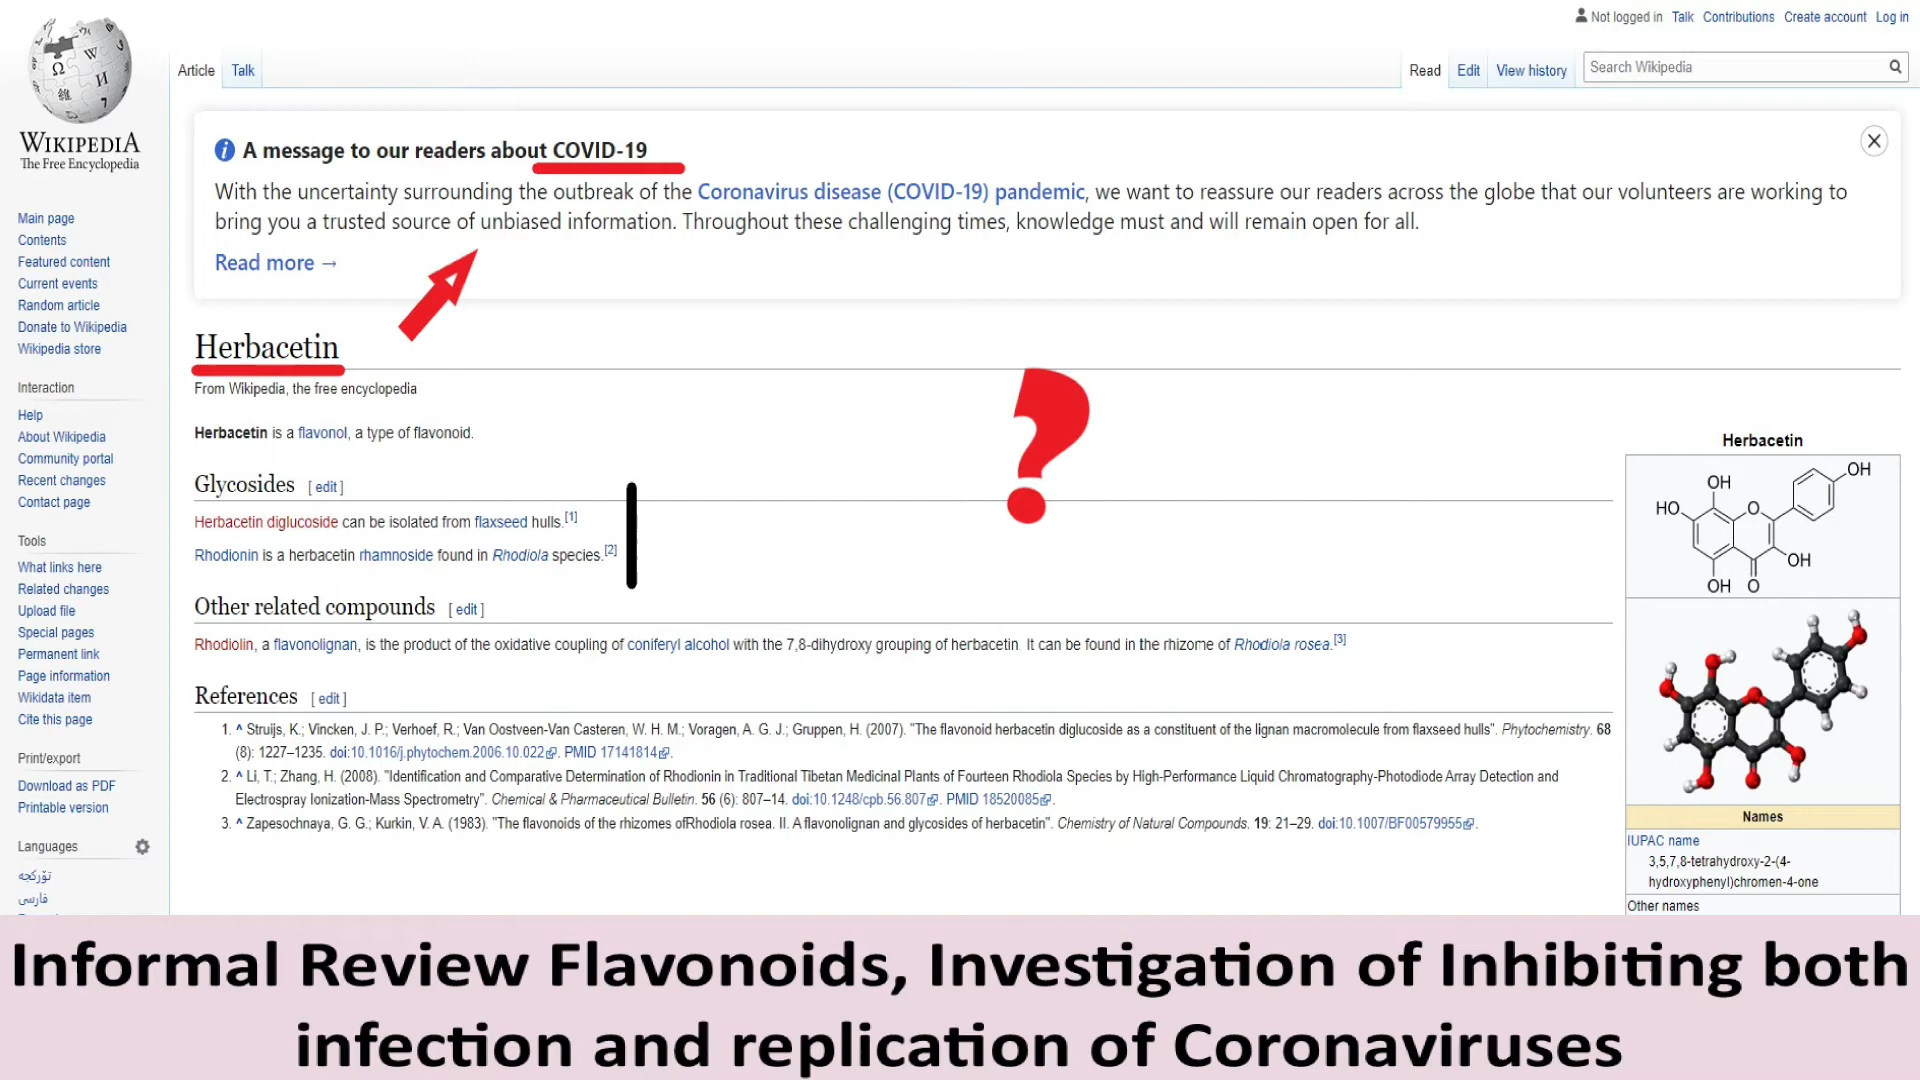 Not logged in Talk Contributions Create account Log in
WIKIPEDIA
The Free Encyclopedia
Article Talk Read Edit View history Search Wikipedia
Main page
Contents
Featured content
Current events
Random article
Donate to Wikipedia
Wikipedia store
Interaction
Help
About Wikipedia
Community portal
Recent changes
Contact page
Tools
What links here
Related changes
Upload file
Special pages
Permanent link
Page information
Wikidata item
Cite this page
Print/export
Download as PDF
Printable version
Languages
تۆرکجه
فارسی
A message to our readers about COVID-19
With the uncertainty surrounding the outbreak of the Coronavirus disease (COVID-19) pandemic, we want to reassure our readers across the globe that our volunteers are working to
bring you a trusted source of unbiased information. Throughout these challenging times, knowledge must and will remain open for all.
Read more →
Herbacetin
From Wikipedia, the free encyclopedia
?
Herbacetin is a flavonol, a type of flavonoid.
Glycosides [ edit ]
Herbacetin diglucoside can be isolated from flaxseed hulls.[1]
Rhodionin is a herbacetin rhamnoside found in Rhodiola species.[2]
Other related compounds [ edit ]
Rhodiolin, a flavonolignan, is the product of the oxidative coupling of coniferyl alcohol with the 7,8-dihydroxy grouping of herbacetin. It can be found in the rhizome of Rhodiola rosea.[3]
References [ edit ]
1. ^ Struijs, K.; Vincken, J. P.; Verhoef, R.; Van Oostveen-Van Casteren, W. H. M.; Voragen, A. G. J.; Gruppen, H. (2007). "The flavonoid herbacetin diglucoside as a constituent of the lignan macromolecule from flaxseed hulls". Phytochemistry. 68
(8): 1227–1235. doi:10.1016/j.phytochem.2006.10.022. PMID 17141814.
2. ^ Li, T.; Zhang, H. (2008). "Identification and Comparative Determination of Rhodionin in Traditional Tibetan Medicinal Plants of Fourteen Rhodiola Species by High-Performance Liquid Chromatography-Photodiode Array Detection and
Electrospray Ionization-Mass Spectrometry". Chemical & Pharmaceutical Bulletin. 56 (6): 807–14. doi:10.1248/cpb.56.807. PMID 18520085.
3. ^ Zapesochnaya, G. G.; Kurkin, V. A. (1983). "The flavonoids of the rhizomes ofRhodiola rosea. II. A flavonolignan and glycosides of herbacetin". Chemistry of Natural Compounds. 19: 21–29. doi:10.1007/BF00579955.
Herbacetin
OH
OH
HO O
OH
OH O
Names
IUPAC name
3,5,7,8-tetrahydroxy-2-(4-
hydroxyphenyl)chromen-4-one
Other names
Informal Review Flavonoids, Investigation of Inhibiting both
infection and replication of Coronaviruses